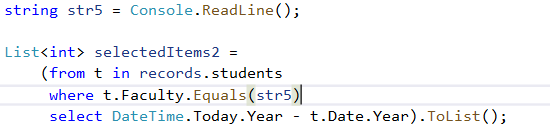 string str5 = Console.ReadLine();
List<int> selectedItems2 =
(from t in records.students
where t.Faculty.Equals(str5)
select DateTime.Today.Year - t.Date.Year).ToList();